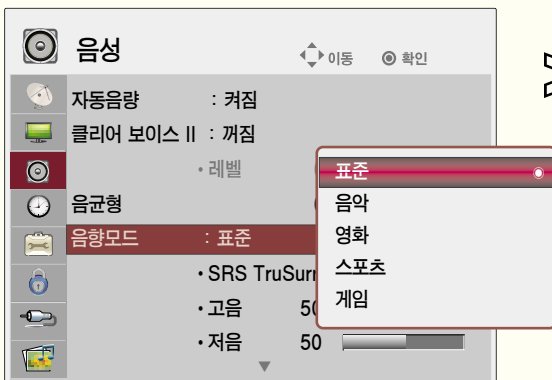 음성
이동 확인
자동음량 : 켜짐
클리어 보이스 II : 꺼짐
• 레벨
음균형
음향모드 : 표준
• SRS TruSurr
• 고음 50
• 저음 50
표준
음악
영화
스포츠
게임